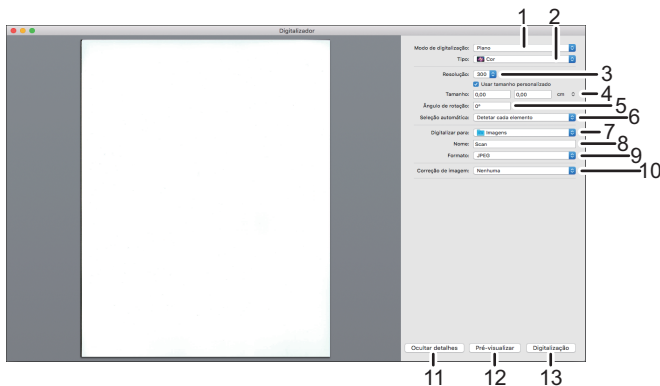 1 2
Digitalizador
Modo de digitalização: Plano
Tipo: Cor
Resolução: 300 3
Usar tamanho personalizado
Tamanho: 0,00 0,00 cm 4
Ângulo de rotação: 0° 5
Seleção automática: Detetar cada elemento 6
Digitalizar para: Imagens 7
Nome: Scan 8
Formato: JPEG 9
Correção de imagem: Nenhuma 10
Ocultar detalhes Pré-visualizar Digitalização
11 12 13